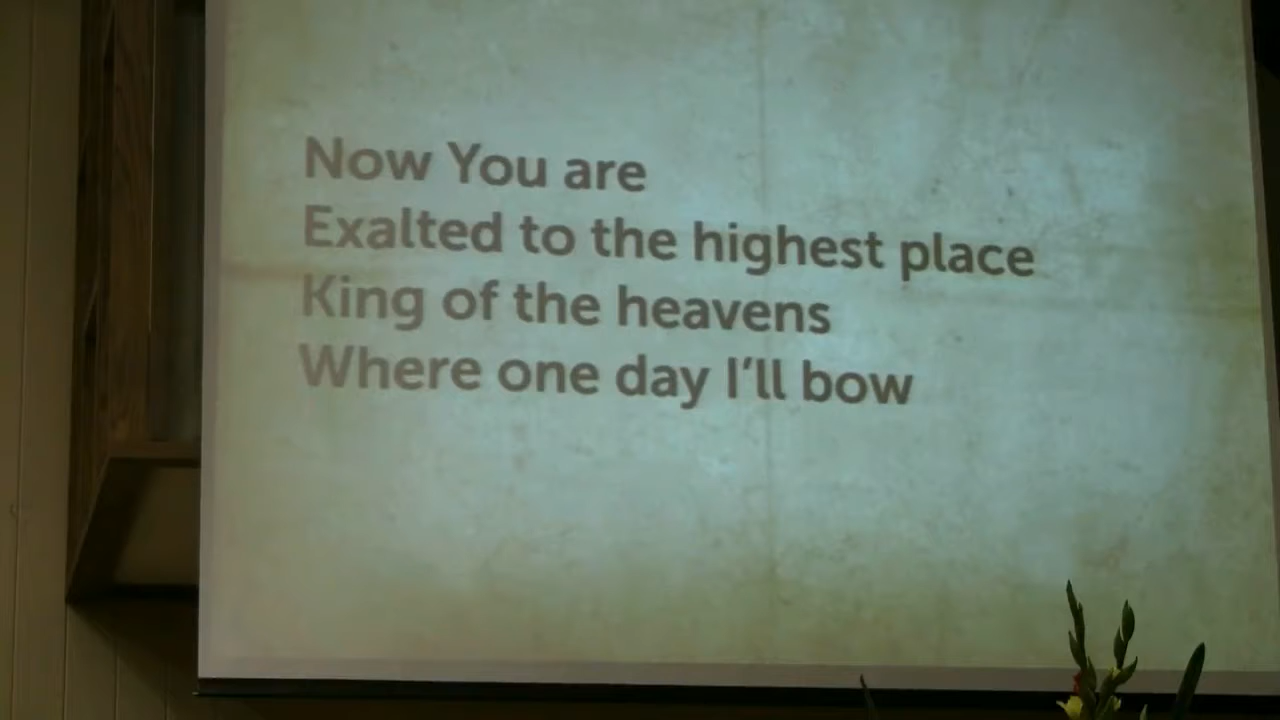 Now You are
Exalted to the highest place
King of the heavens
Where one day I'll bow